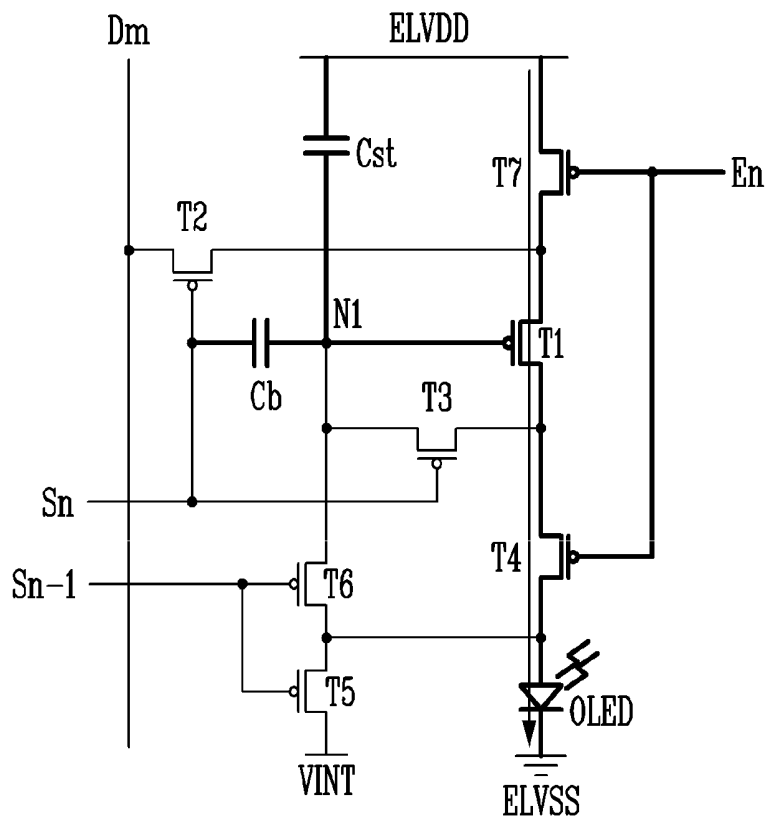 Dm
ELVDD
Cst
T7
En
T2
N1
T1
Cb
T3
Sn
T4
Sn-1
T6
T5
OLED
VINT
ELVSS